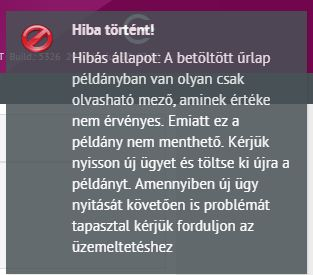 Hiba történt!
Build: 5326
Hibás állapot: A betöltött űrlap
példányban van olyan csak
olvasható mező, aminek értéke
nem érvényes. Emiatt ez a
példány nem menthető. Kérjük
nyisson új ügyet és töltse ki újra a
példányt. Amennyiben új ügy
nyitását követően is problémát
tapasztal kérjük forduljon az
üzemeltetéshez